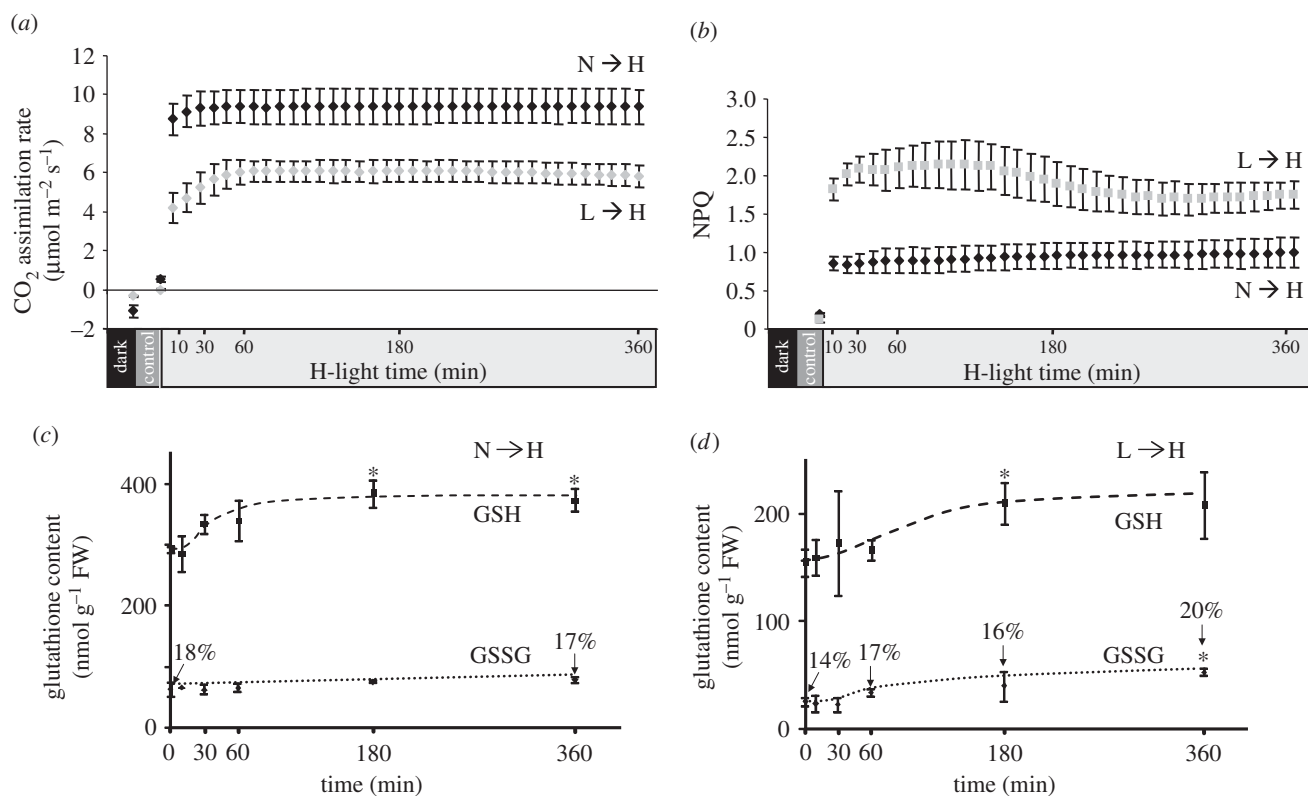 (a)
12
10
8
6
4
2
0
−2
CO2 assimilation rate
(µmol m−2 s−1)
N → H
L → H
dark
control
10 30 60 180 360
H-light time (min)
(b)
3.0
2.5
2.0
1.5
1.0
0.5
0
NPQ
L → H
N → H
dark
control
10 30 60 180 360
H-light time (min)
(c)
N → H
400
200
0
glutathione content
(nmol g−1 FW)
* *
GSH
18%
GSSG
17%
0 30 60 180 360
time (min)
(d)
L → H
200
100
0
glutathione content
(nmol g−1 FW)
*
GSH
14%
17%
16%
20%
GSSG
*
0 30 60 180 360
time (min)